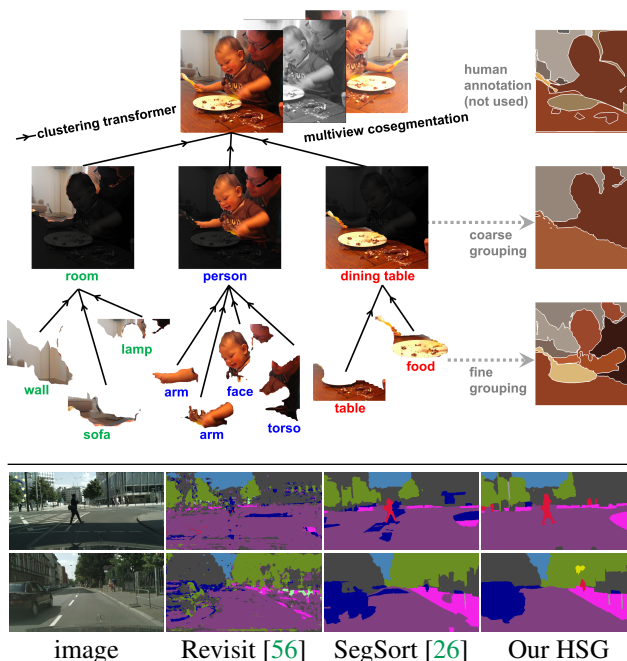 human
annotation
(not used)
clustering transformer
multiview cosegmentation
coarse
grouping
room
person
dining table
lamp
wall
sofa
arm
face
arm
torso
food
table
fine
grouping
image
Revisit [56]
SegSort [26]
Our HSG